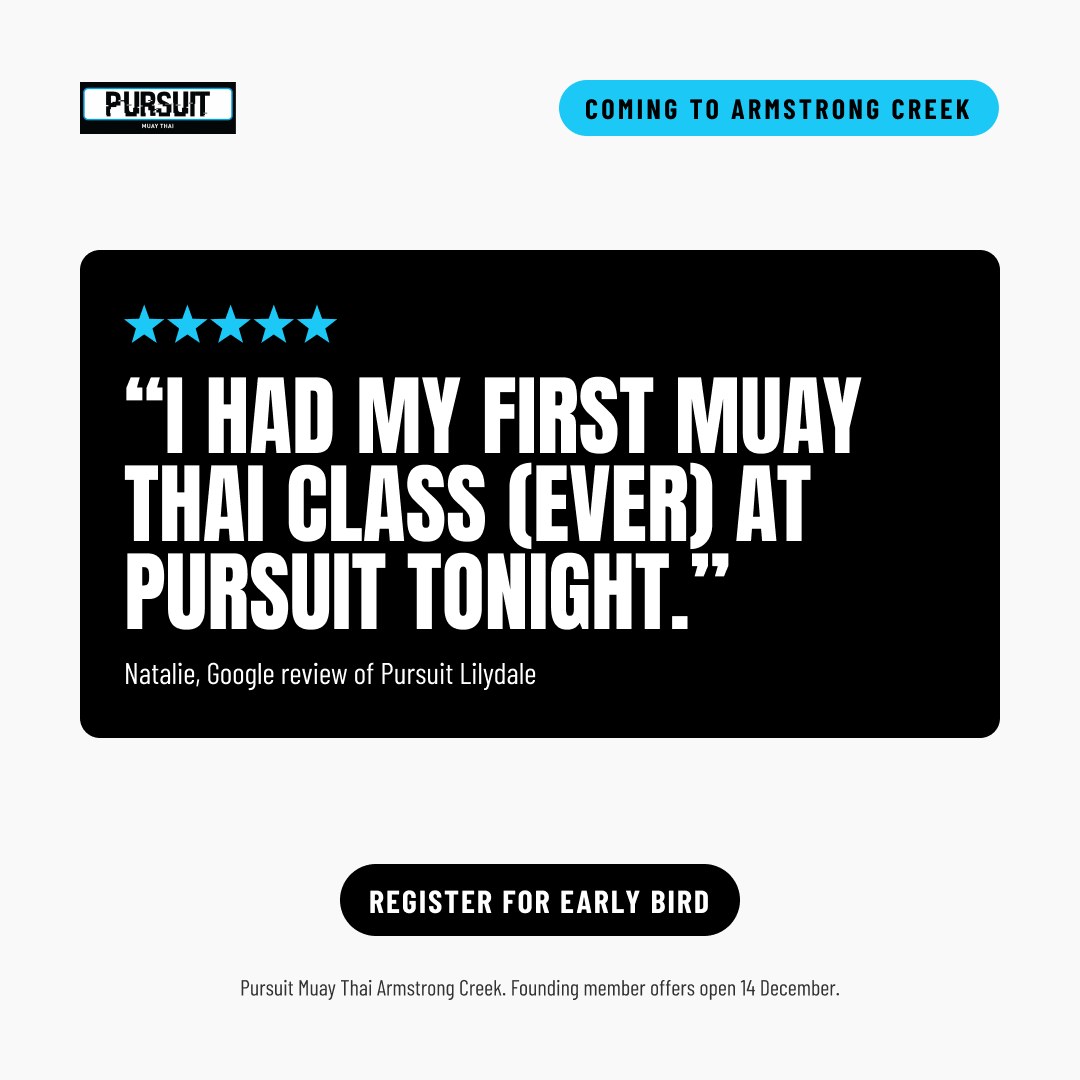 PURSUIT
MUAY THAI
COMING TO ARMSTRONG CREEK
“I HAD MY FIRST MUAY
THAI CLASS (EVER) AT
PURSUIT TONIGHT.”
Natalie, Google review of Pursuit Lilydale
REGISTER FOR EARLY BIRD
Pursuit Muay Thai Armstrong Creek. Founding member offers open 14 December.